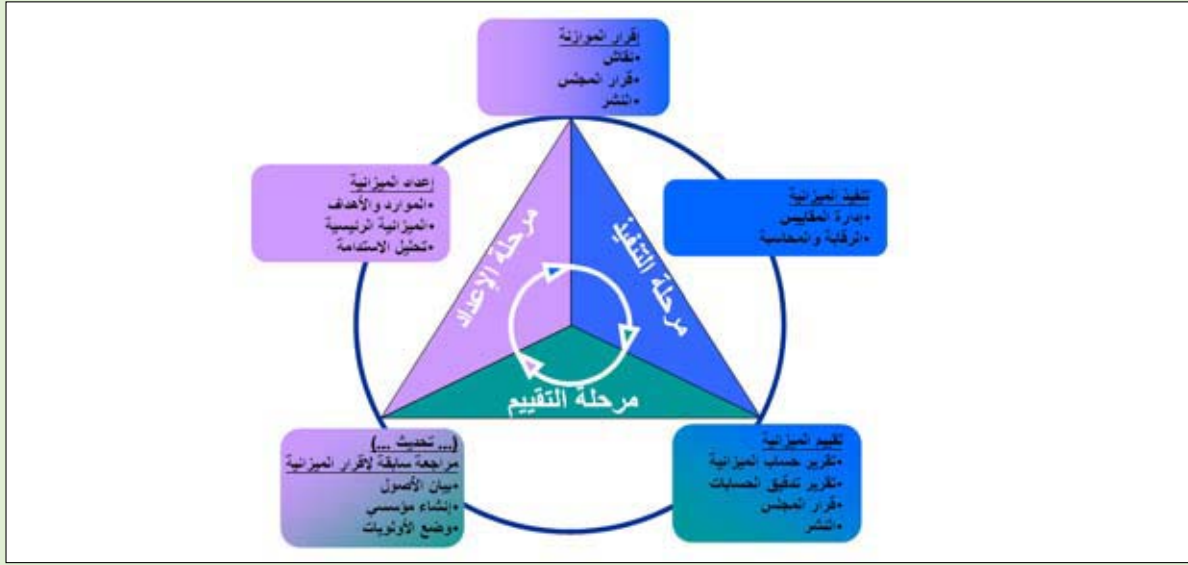 إقرار الموازنة
•نقاش
•قرار المجلس
•النشر
إعداد الميزانية
•الموارد والأهداف
•الميزانية الرئيسية
•تحليل الاستدامة
تنفيذ الميزانية
•إدارة المقاييس
•الرقابة والمحاسبة
مرحلة الإعداد
مرحلة التنفيذ
مرحلة التقييم
(... تحديث ...)
مراجعة سابقة لإقرار الميزانية
•بيان الأصول
•إنشاء مؤسسي
•وضع الأولويات
تقييم الميزانية
•تقرير حساب الميزانية
•تقرير تدقيق الحسابات
•قرار المجلس
•النشر